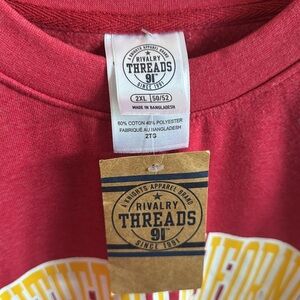 KNIGHTS APPAREL BRAND
RIVALRY
THREADS
91
SINCE 1991
2XL | 50/52
MADE IN BANGLADESH
60% COTTON 40% POLYESTER
FABRIQUÉ AU BANGLADESH
2TG
KNIGHTS APPAREL BRAND
RIVALRY
THREADS
91
SINCE 1991